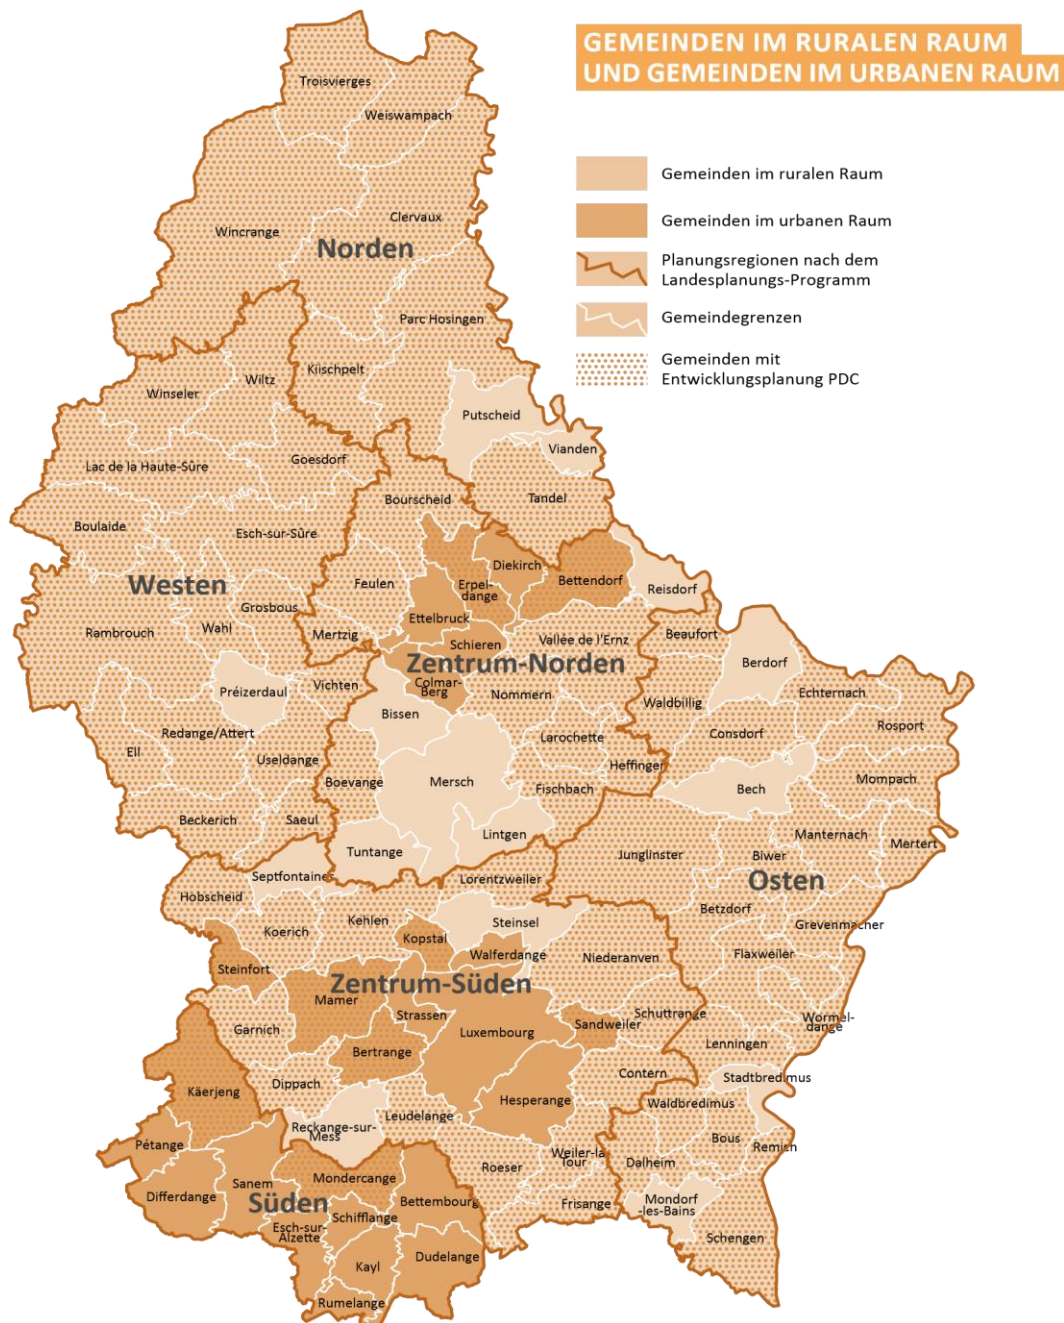 GEMEINDEN IM RURALEN RAUM
UND GEMEINDEN IM URBANEN RAUM
Gemeinden im ruralen Raum
Gemeinden im urbanen Raum
Planungsregionen nach dem
Landesplanungs-Programm
Gemeindegrenzen
Gemeinden mit
Entwicklungsplanung PDC
Troisvierges
Weiswampach
Clervaux
Wincrange
Norden
Parc Hosingen
Kiischpelt
Wiltz
Winseler
Putscheid
Vianden
Goesdorf
Lac de la Haute-Sûre
Bourscheid
Tandel
Boulaide
Esch-sur-Sûre
Diekirch
Bettendorf
Erpel-
dange
Feulen
Reisdorf
Westen
Grosbous
Ettelbruck
Wahl
Rambrouch
Mertzig
Schieren
Vallée de l'Ernz
Beaufort
Zentrum-Norden
Berdorf
Vichten
Préizerdaul
Colmar-
Berg
Nommern
Waldbillig
Echternach
Bissen
Rosport
Redange/Attert
Consdorf
Larochette
Ell
Useldange
Heffinger
Mompach
Boevange
Mersch
Fischbach
Bech
Beckerich
Saeul
Lintgen
Manternach
Mertert
Tuntange
Junglinster
Biwer
Septfontaines
Lorentzweiler
Osten
Hobscheid
Betzdorf
Kehlen
Steinsel
Grevenmacher
Koerich
Kopstal
Walferdange
Flaxweiler
Niederanven
Steinfort
Zentrum-Süden
Mamer
Strassen
Schuttrange
Wormel-
dange
Garnich
Luxembourg
Sandweiler
Lenningen
Bertrange
Contern
Stadtbredimus
Dippach
Käerjeng
Hesperange
Waldbredimus
Leudelange
Reckange-sur-
Mess
Bous
Remich
Pétange
Weiler-la
Tour
Dalheim
Roeser
Mondercange
Sanem
Differdange
Süden
Bettembourg
Frisange
Mondorf
-les-Bains
Schifflange
Esch-sur-
Alzette
Schengen
Dudelange
Kayl
Rumelange